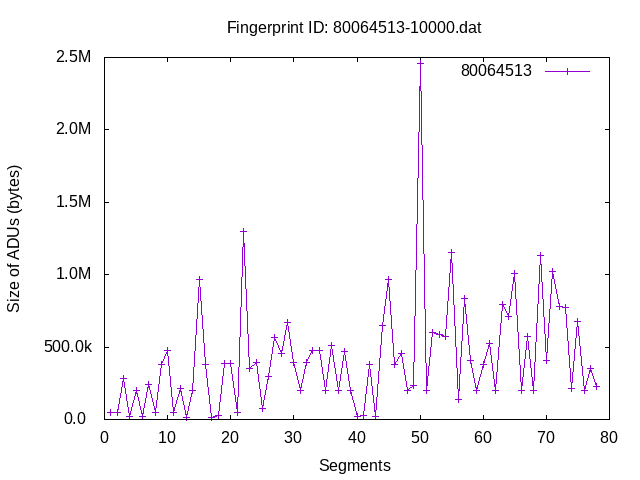 Fingerprint ID: 80064513-10000.dat
80064513
Size of ADUs (bytes)
2.5M
2.0M
1.5M
1.0M
500.0k
0.0
0 10 20 30 40 50 60 70 80
Segments